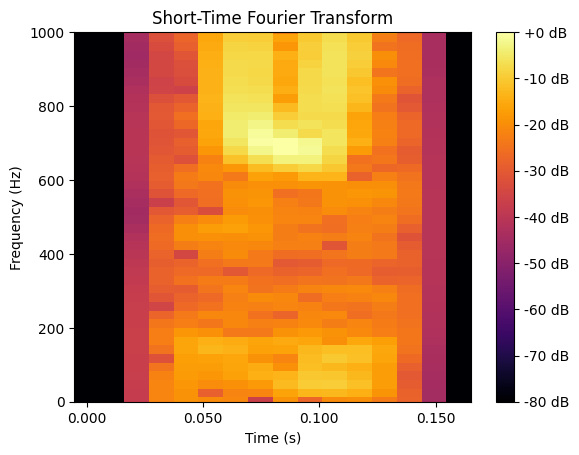 Short-Time Fourier Transform
1000
800
600
400
200
0
Frequency (Hz)
0.000
0.050
0.100
0.150
Time (s)
+0 dB
-10 dB
-20 dB
-30 dB
-40 dB
-50 dB
-60 dB
-70 dB
-80 dB